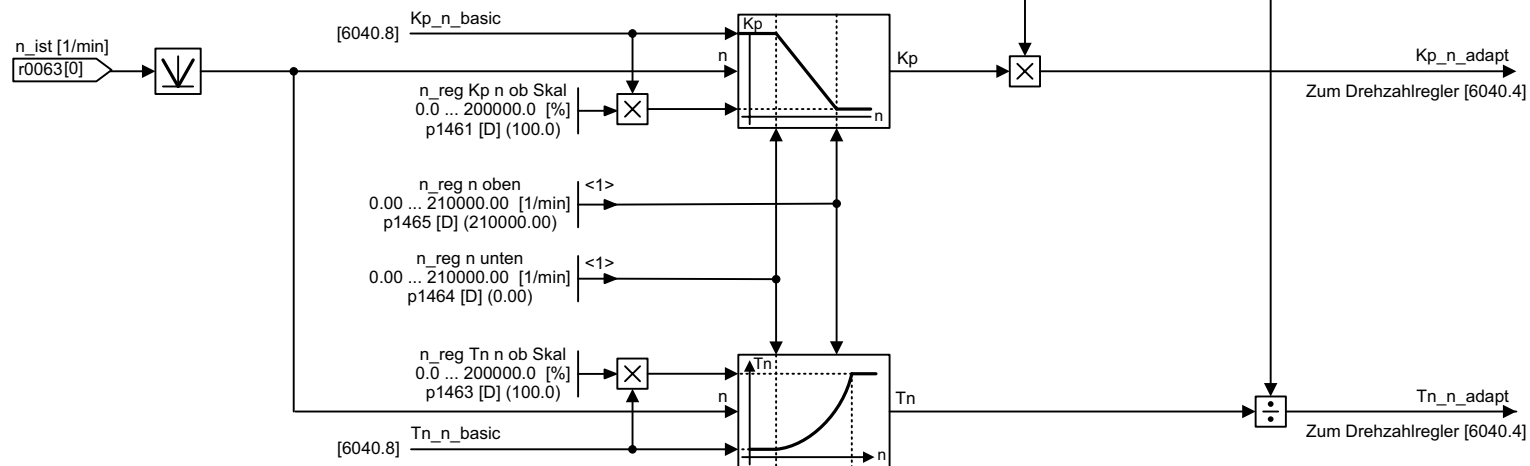 Kp_n_basic
[6040.8]
n_ist [1/min]
r0063[0]
Kp
n
n
Kp
Kp_n_adapt
Zum Drehzahlregler [6040.4]
n_reg Kp n ob Skal
0.0 ... 200000.0 [%]
p1461 [D] (100.0)
n_reg n oben
0.00 ... 210000.00 [1/min]
p1465 [D] (210000.00)
<1>
n_reg n unten
0.00 ... 210000.00 [1/min]
p1464 [D] (0.00)
<1>
n_reg Tn n ob Skal
0.0 ... 200000.0 [%]
p1463 [D] (100.0)
Tn
n
n
Tn
Tn_n_adapt
Zum Drehzahlregler [6040.4]
Tn_n_basic
[6040.8]